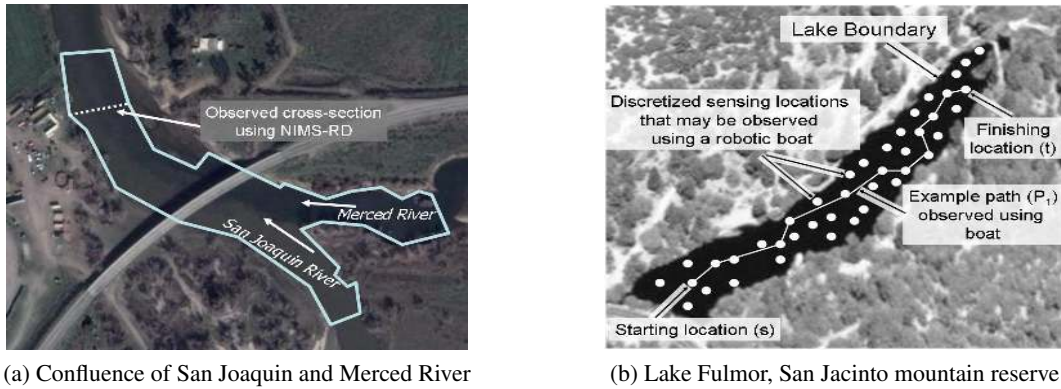 Observed cross-section
using NIMS-RD
Merced River
San Joaquin River
(a) Confluence of San Joaquin and Merced River
Lake Boundary
Discretized sensing locations
that may be observed
using a robotic boat
Finishing
location (t)
Example path (P₁)
observed using
boat
Starting location (s)
(b) Lake Fulmor, San Jacinto mountain reserve